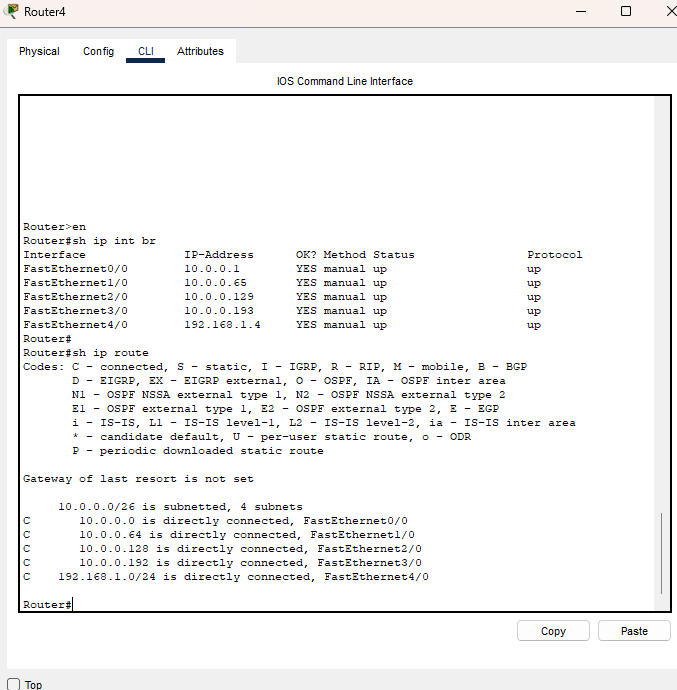 Router4
Physical Config CLI Attributes
IOS Command Line Interface
Router>en
Router#sh ip int br
Interface IP-Address OK? Method Status Protocol
FastEthernet0/0 10.0.0.1 YES manual up up
FastEthernet1/0 10.0.0.65 YES manual up up
FastEthernet2/0 10.0.0.129 YES manual up up
FastEthernet3/0 10.0.0.193 YES manual up up
FastEthernet4/0 192.168.1.4 YES manual up up
Router#
Router#sh ip route
Codes: C - connected, S - static, I - IGRP, R - RIP, M - mobile, B - BGP
D - EIGRP, EX - EIGRP external, O - OSPF, IA - OSPF inter area
N1 - OSPF NSSA external type 1, N2 - OSPF NSSA external type 2
E1 - OSPF external type 1, E2 - OSPF external type 2, E - EGP
i - IS-IS, L1 - IS-IS level-1, L2 - IS-IS level-2, ia - IS-IS inter area
* - candidate default, U - per-user static route, o - ODR
P - periodic downloaded static route
Gateway of last resort is not set
10.0.0.0/26 is subnetted, 4 subnets
C 10.0.0.0 is directly connected, FastEthernet0/0
C 10.0.0.64 is directly connected, FastEthernet1/0
C 10.0.0.128 is directly connected, FastEthernet2/0
C 10.0.0.192 is directly connected, FastEthernet3/0
C 192.168.1.0/24 is directly connected, FastEthernet4/0
Router#
Copy Paste
Top